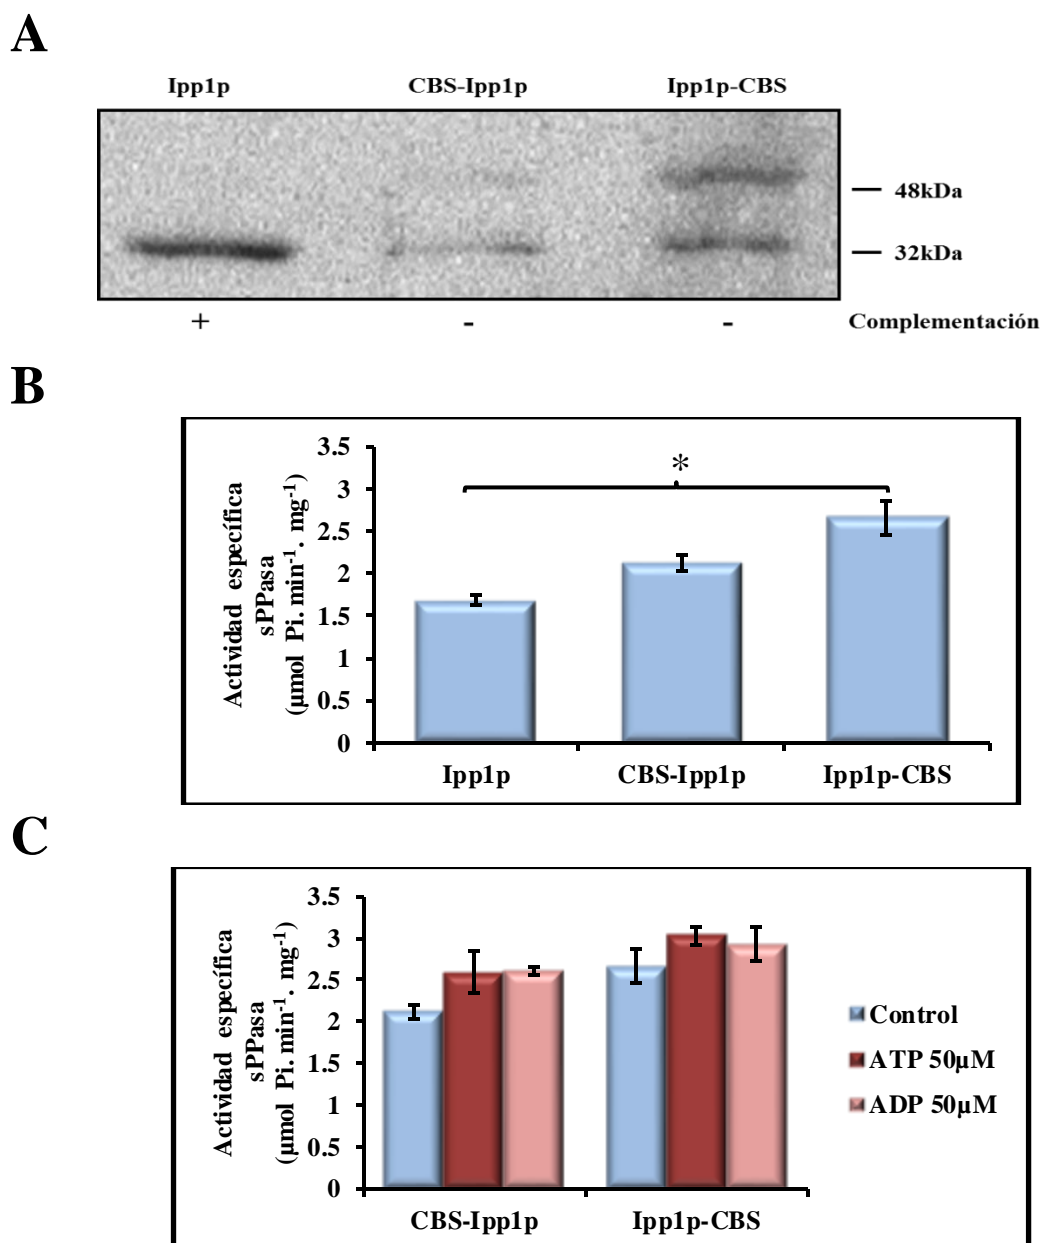 A
Ipp1p CBS-Ipp1p Ipp1p-CBS
48kDa
32kDa
+ - - Complementación
B
Actividad específica
sPPasa
(µmol Pi. min-1. mg-1)
3.5
3
2.5
2
1.5
1
0.5
0
*
Ipp1p CBS-Ipp1p Ipp1p-CBS
C
Actividad específica
sPPasa
(µmol Pi. min-1. mg-1)
3.5
3
2.5
2
1.5
1
0.5
0
CBS-Ipp1p Ipp1p-CBS
Control
ATP 50µM
ADP 50µM